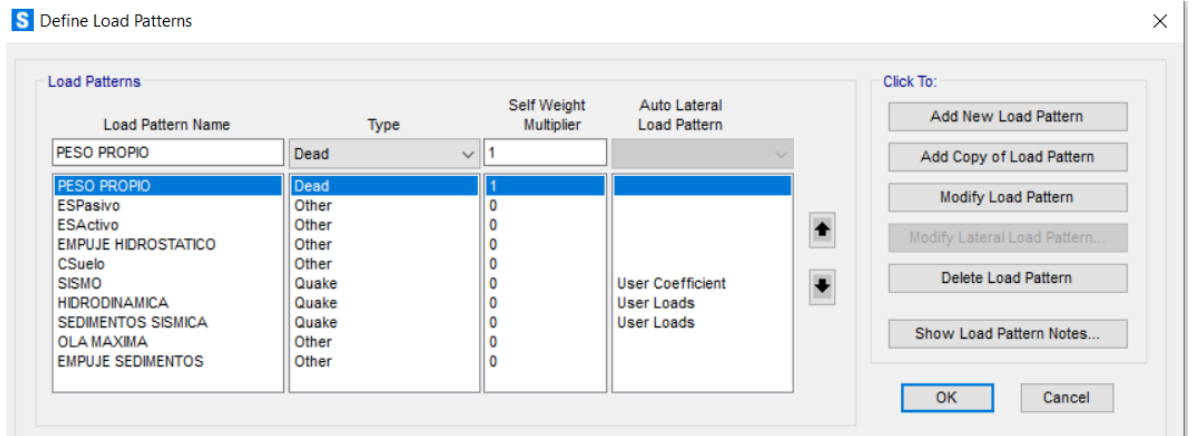 S Define Load Patterns
Load Patterns
Click To:
Load Pattern Name Type Self Weight Multiplier Auto Lateral Load Pattern
PESO PROPIO Dead 1
PESO PROPIO Dead 1
ESPasivo Other 0
ESActivo Other 0
EMPUJE HIDROSTATICO Other 0
CSuelo Other 0
SISMO Quake 0 User Coefficient
HIDRODINAMICA Quake 0 User Loads
SEDIMENTOS SISMICA Quake 0 User Loads
OLA MAXIMA Other 0
EMPUJE SEDIMENTOS Other 0
Add New Load Pattern
Add Copy of Load Pattern
Modify Load Pattern
Modify Lateral Load Pattern...
Delete Load Pattern
Show Load Pattern Notes...
OK Cancel